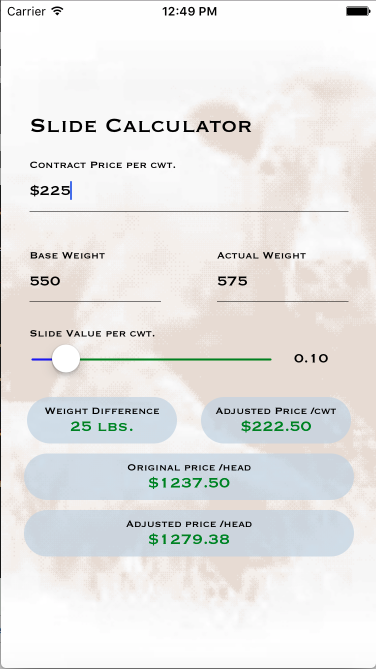 Carrier 12:49 PM
Slide Calculator
Contract Price per cwt.
$225
Base Weight Actual Weight
550 575
Slide Value per cwt.
0.10
Weight Difference Adjusted Price /cwt
25 lbs. $222.50
Original price /head
$1237.50
Adjusted price /head
$1279.38